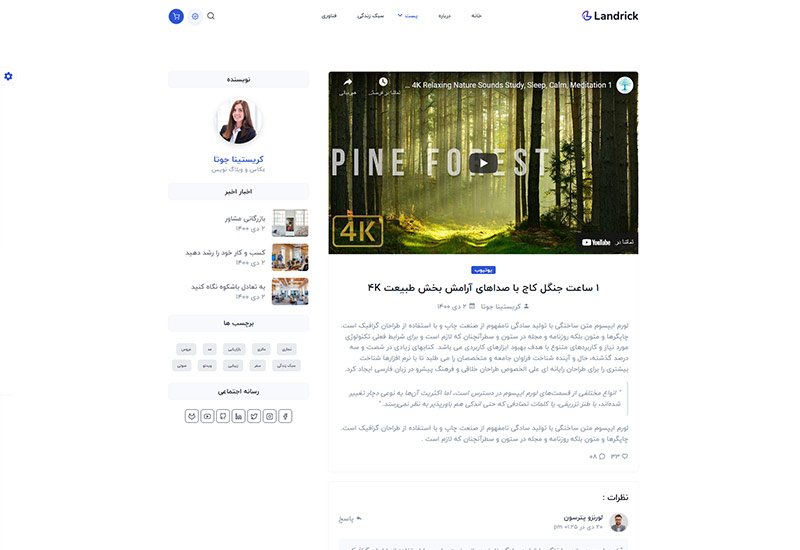 Landrick
خانه
درباره
پست
سبک زندگی
فناوری
4K Relaxing Nature Sounds Study, Sleep, Calm, Meditation 1 ...
PINE FOREST
4K
تماشا در YouTube
یوتیوب
۱ ساعت جنگل کاج با صداهای آرامش بخش طبیعت ۴K
کریستینا جوتا
۲ دی ۱۴۰۰
لورم ایپسوم متن ساختگی با تولید سادگی نامفهوم از صنعت چاپ و با استفاده از طراحان گرافیک است.
چاپگرها و متون بلکه روزنامه و مجله در ستون و سطرآنچنان که لازم است و برای شرایط فعلی تکنولوژی
مورد نیاز و کاربردهای متنوع با هدف بهبود ابزارهای کاربردی می باشد. کتابهای زیادی در شصت و سه
درصد گذشته، حال و آینده شناخت فراوان جامعه و متخصصان را می طلبد تا با نرم افزارها شناخت
بیشتری را برای طراحان رایانه ای علی الخصوص طراحان خلاقی و فرهنگ پیشرو در زبان فارسی ایجاد کرد.
" انواع مختلفی از قسمت‌های لورم ایپسوم در دسترس است، اما اکثریت آن‌ها به نوعی دچار تغییر
شده‌اند، با طنز تزریقی، یا کلمات تصادفی که حتی اندکی هم باورپذیر به نظر نمی‌رسند. "
لورم ایپسوم متن ساختگی با تولید سادگی نامفهوم از صنعت چاپ و با استفاده از طراحان گرافیک است.
چاپگرها و متون بلکه روزنامه و مجله در ستون و سطرآنچنان که لازم است .
۳۳
۰۸
نظرات :
لورنزو پترسون
۲۰ دی ۰۱:۲۵ pm
پاسخ
نویسنده
کریستینا جوتا
عکاس و وبلاگ نویس
اخبار اخیر
بازرگانی مشاور
۲ دی ۱۴۰۰
کسب و کار خود را رشد دهید
۲ دی ۱۴۰۰
به تعادل باشکوه نگاه کنید
۲ دی ۱۴۰۰
برچسب ها
تجاری
مالری
بازاریابی
مد
عروس
سبک زندگی
سفر
زیبایی
ویدئو
صوتی
رسانه اجتماعی